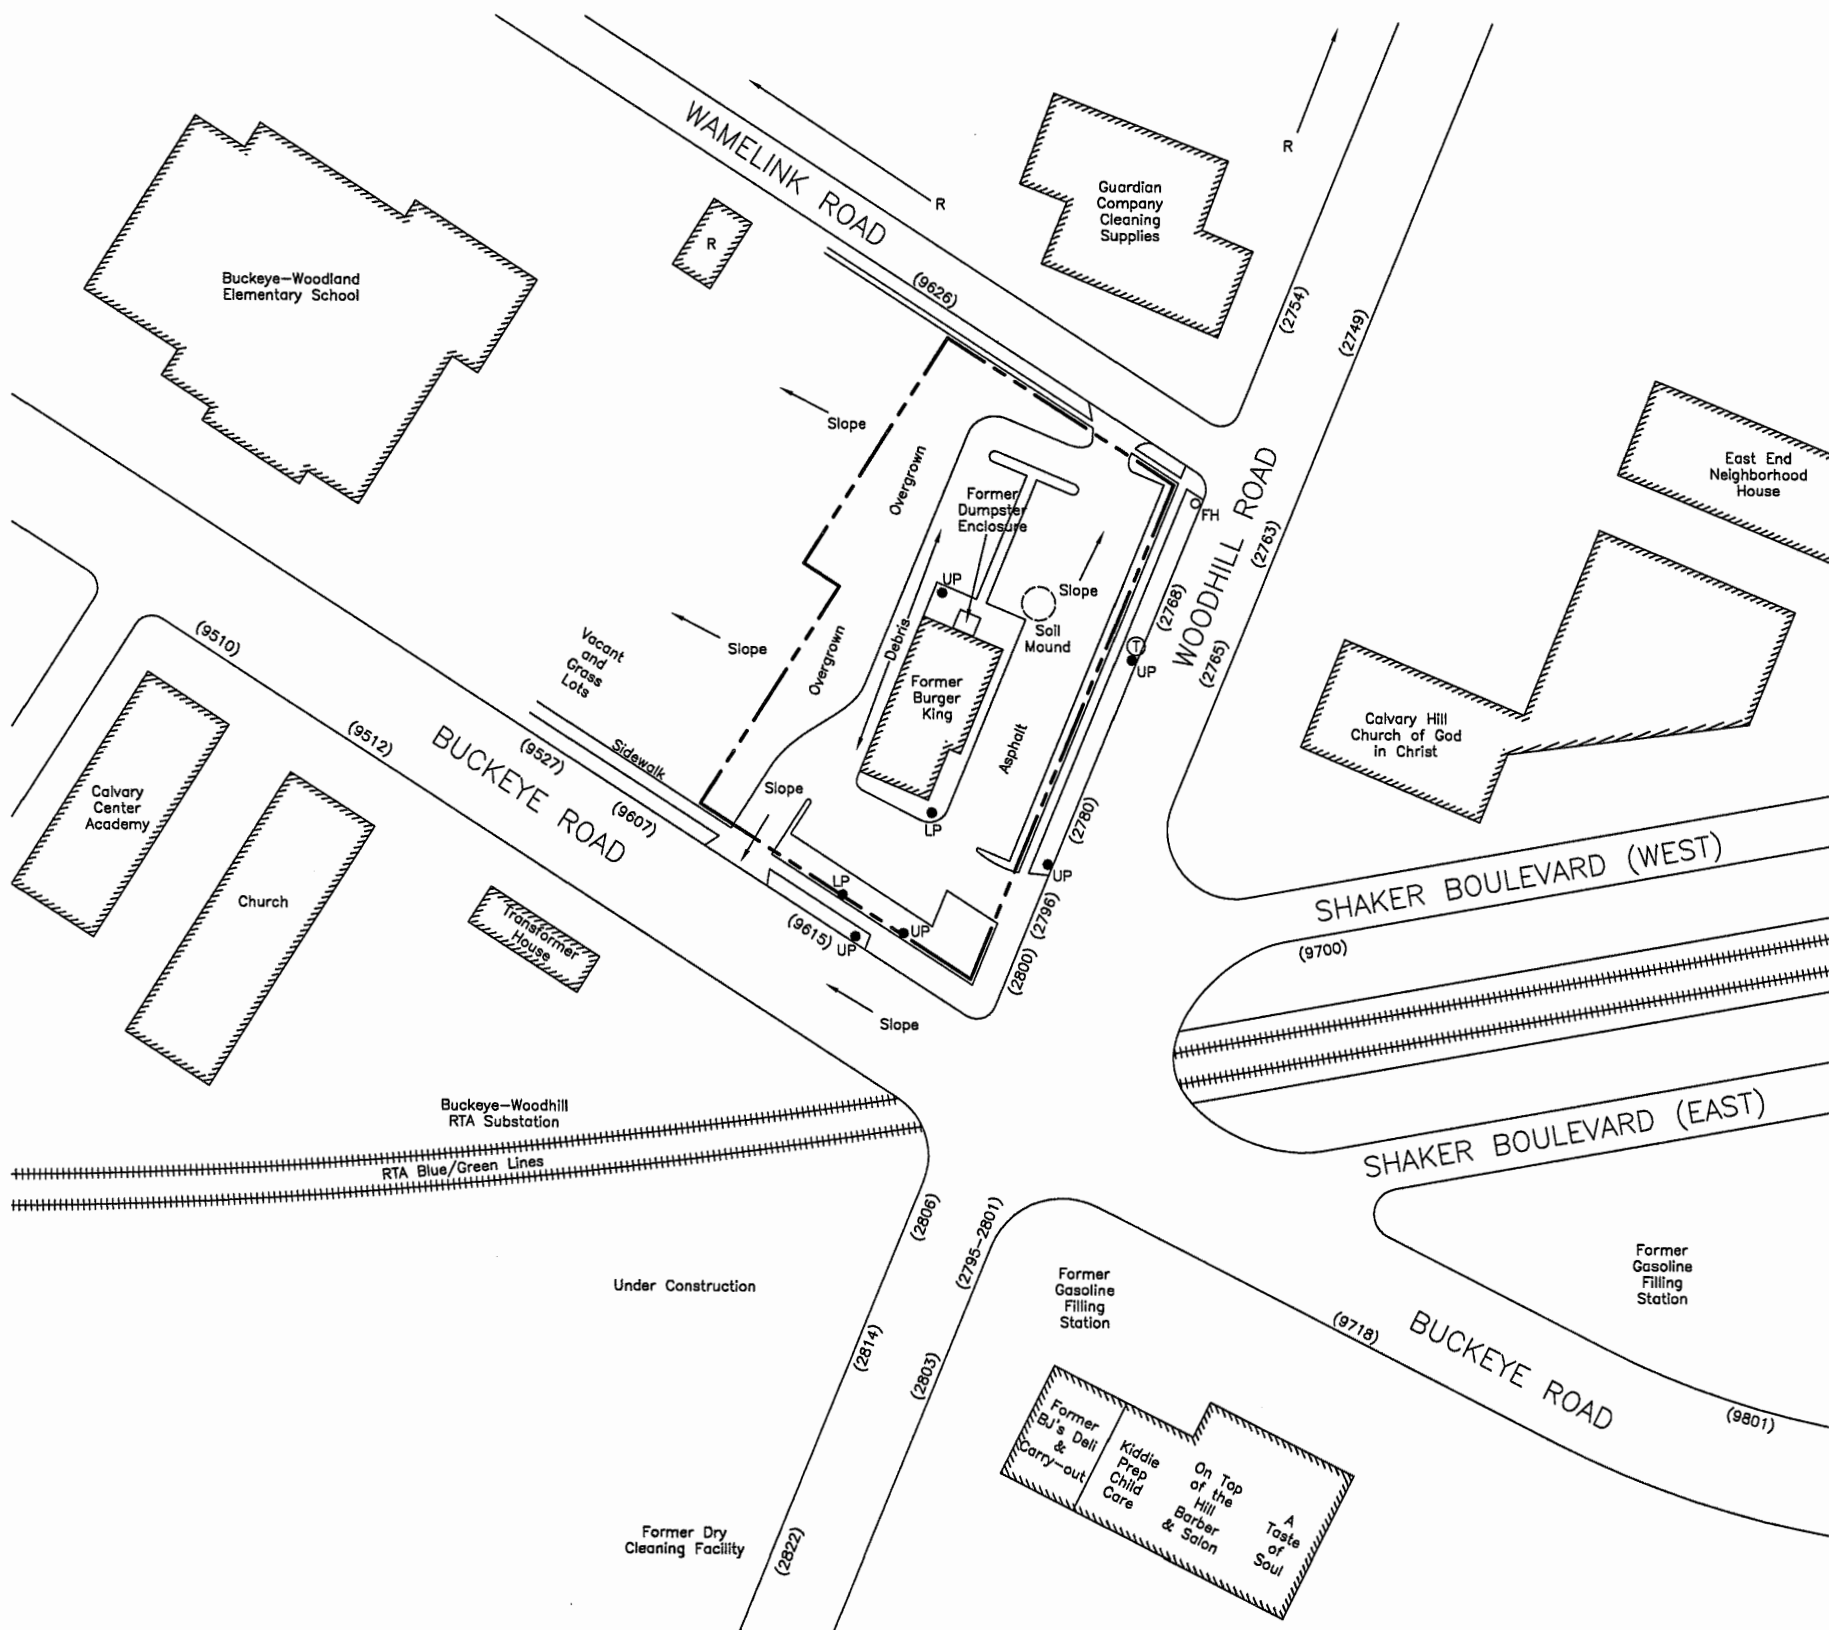 WAMELINK ROAD
R
R
Guardian
Company
Cleaning
Supplies
R
Buckeye-Woodland
Elementary School
(9626)
(2754)
(2749)
Slope
Overgrown
Former
Dumpster
Enclosure
FH
WOODHILL ROAD
East End
Neighborhood
House
(2763)
UP
Slope
(2768)
Soil
Mound
T
UP
(2765)
(9510)
Vacant
and
Grass
Lots
Slope
Overgrown
Debris
Former
Burger
King
Asphalt
Calvary Hill
Church of God
in Christ
(9512)
BUCKEYE ROAD
(9527)
Sidewalk
(9607)
Slope
LP
(2780)
Calvary
Center
Academy
Church
Transformer
House
LP
(9615)
UP
UP
UP
(2796)
(2800)
SHAKER BOULEVARD (WEST)
(9700)
Slope
Buckeye-Woodhill
RTA Substation
RTA Blue/Green Lines
SHAKER BOULEVARD (EAST)
(2806)
(2795-2801)
Under Construction
Former
Gasoline
Filling
Station
Former
Gasoline
Filling
Station
(2814)
(2803)
(9718)
BUCKEYE ROAD
(9801)
Former
BJ's Deli
&
Carry-out
Kiddie
Prep
Child
Care
On Top
of the
Hill
Barber
& Salon
A
Taste
of
Soul
Former Dry
Cleaning Facility
(2822)